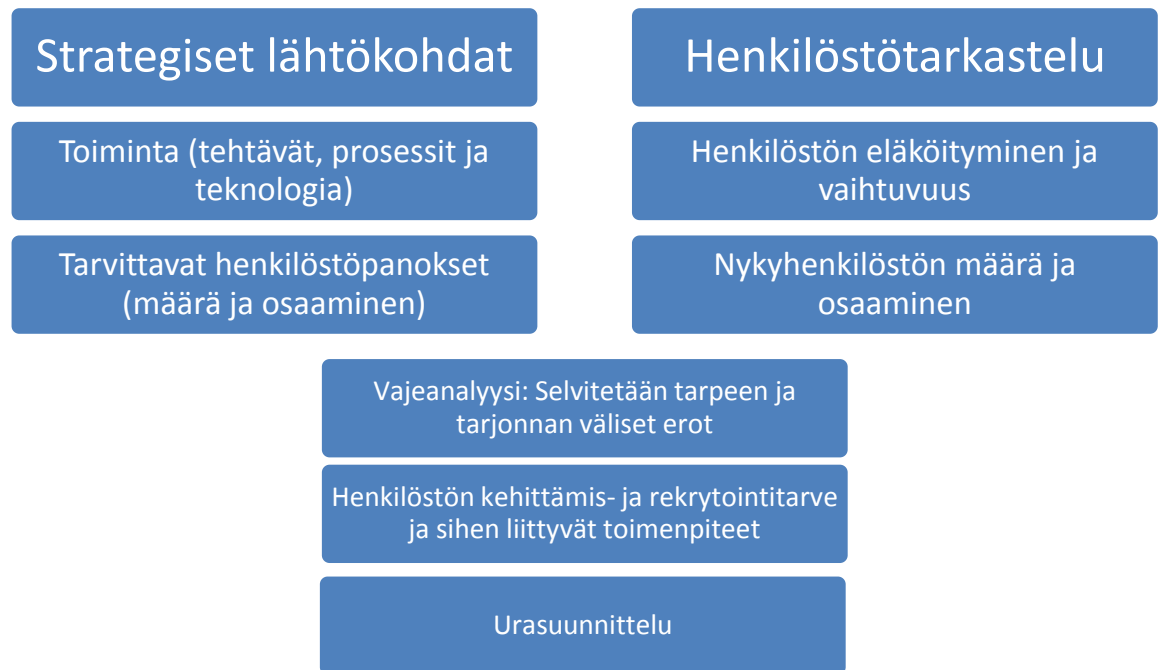 Strategiset lähtökohdat
Toiminta (tehtävät, prosessit ja
teknologia)
Tarvittavat henkilöstöpanokset
(määrä ja osaaminen)
Henkilöstötarkastelu
Henkilöstön eläköityminen ja
vaihtuvuus
Nykyhenkilöstön määrä ja
osaaminen
Vajeanalyysi: Selvitetään tarpeen ja
tarjonnan väliset erot
Henkilöstön kehittämis- ja rekrytointitarve
ja sihen liittyvät toimenpiteet
Urasuunnittelu